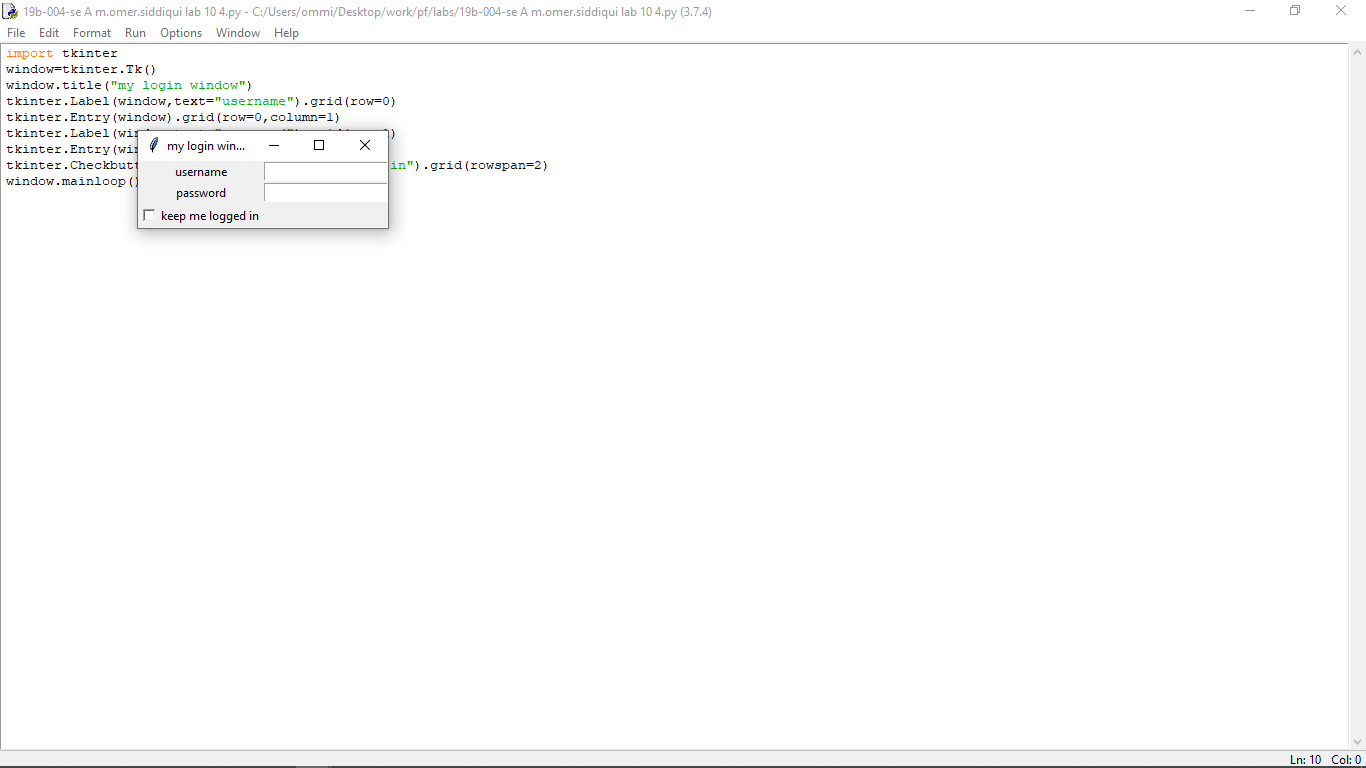 19b-004-se A m.omer.siddiqui lab 10 4.py - C:/Users/ommi/Desktop/work/pf/labs/19b-004-se A m.omer.siddiqui lab 10 4.py (3.7.4)
File Edit Format Run Options Window Help
import tkinter
window=tkinter.Tk()
window.title("my login window")
tkinter.Label(window,text="username").grid(row=0)
tkinter.Entry(window).grid(row=0,column=1)
tkinter.Label(
tkinter.Entry(
tkinter.Checkbutt in").grid(rowspan=2)
window.mainloop()
my login win...
username
password
keep me logged in
Ln: 10 Col: 0